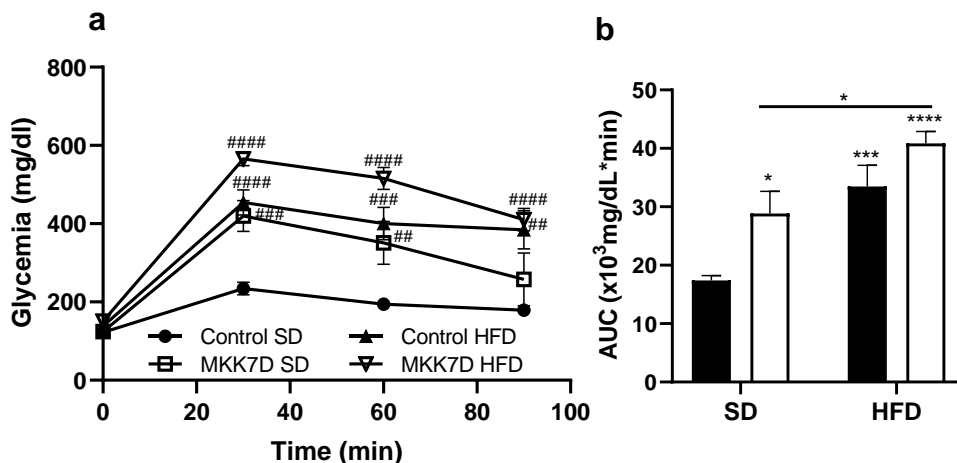 a
Glycemia (mg/dl)
800
600
400
200
0
####
####
####
####
###
###
##
##
Control SD
Control HFD
MKK7D SD
MKK7D HFD
0 20 40 60 80 100
Time (min)
b
AUC (x10³mg/dL*min)
50
40
30
20
10
0
*
****
***
*
SD HFD